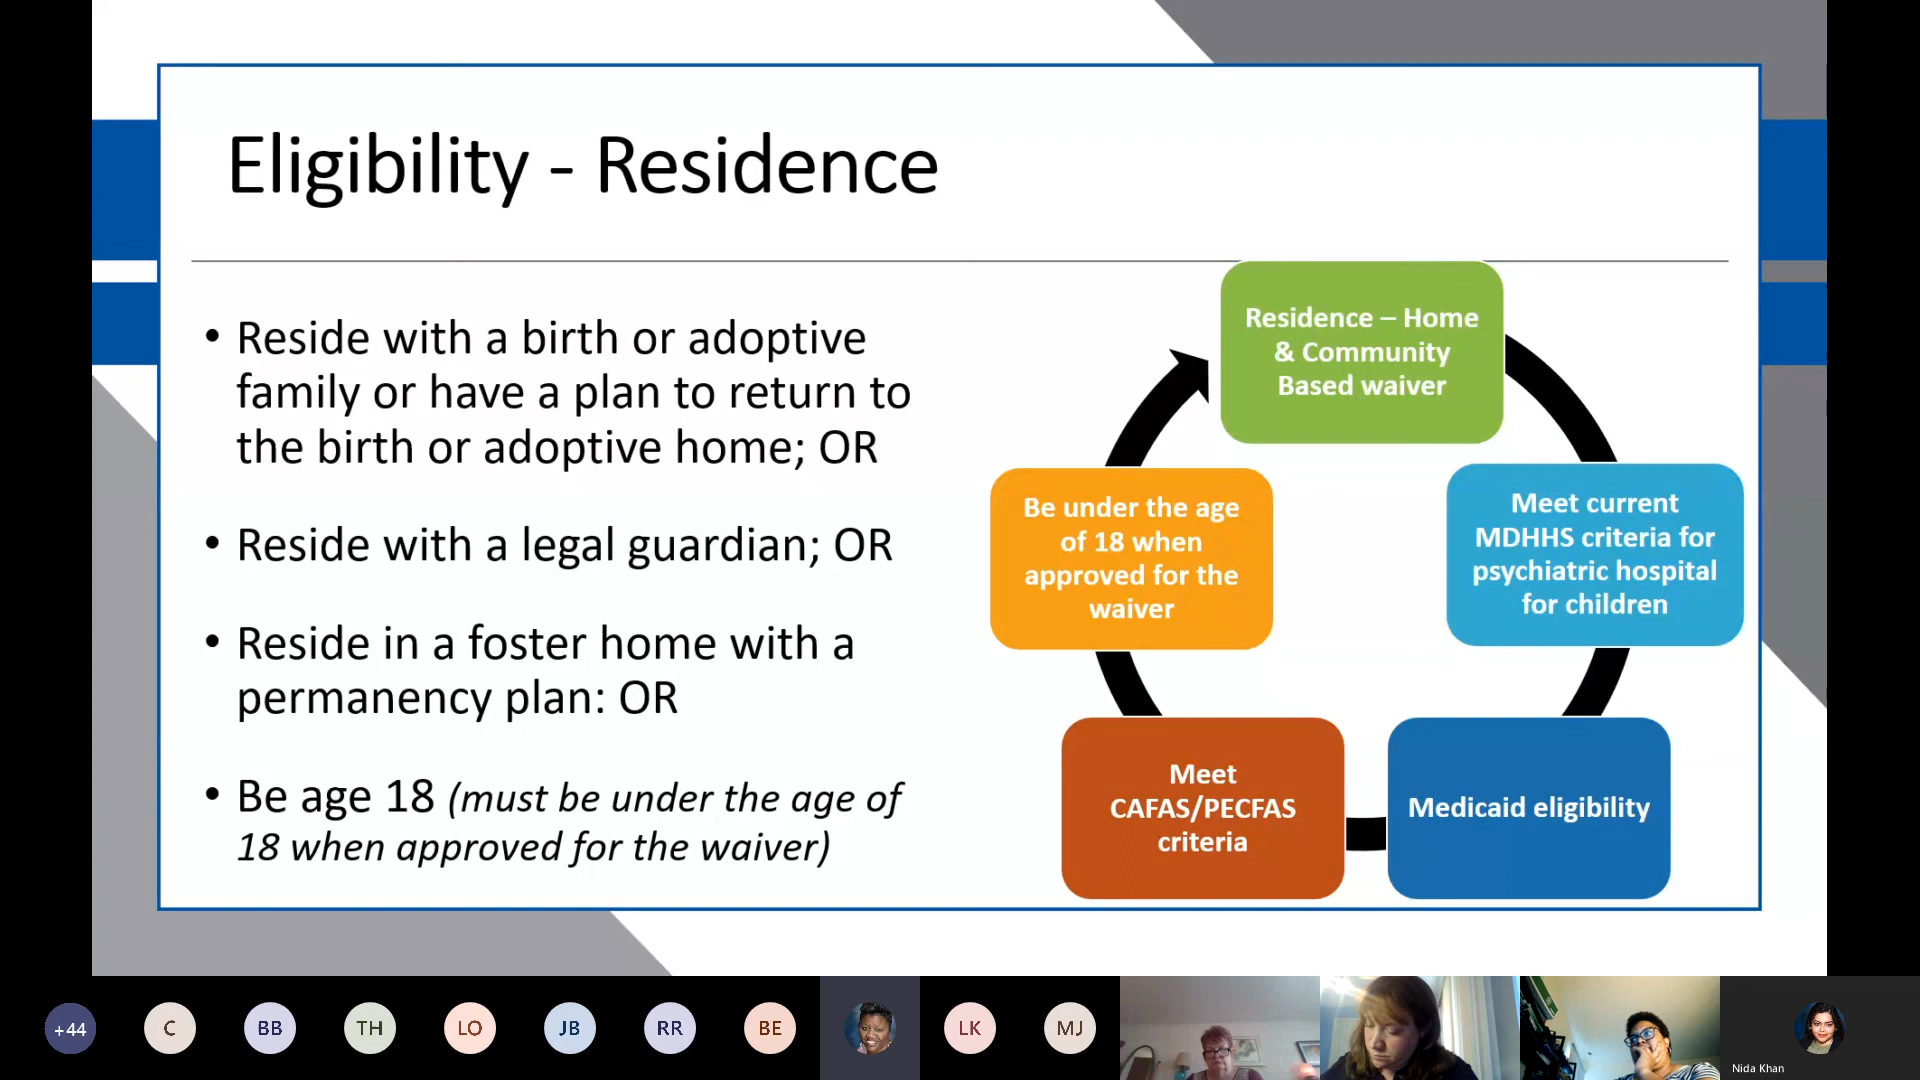 Eligibility - Residence
• Reside with a birth or adoptive
family or have a plan to return to
the birth or adoptive home; OR
• Reside with a legal guardian; OR
• Reside in a foster home with a
permanency plan: OR
• Be age 18 (must be under the age of
18 when approved for the waiver)
Residence – Home
& Community
Based waiver
Meet current
MDHHS criteria for
psychiatric hospital
for children
Medicaid eligibility
Meet
CAFAS/PECFAS
criteria
Be under the age
of 18 when
approved for the
waiver
+44
C
BB
TH
LO
JB
RR
BE
LK
MJ
Nida Khan